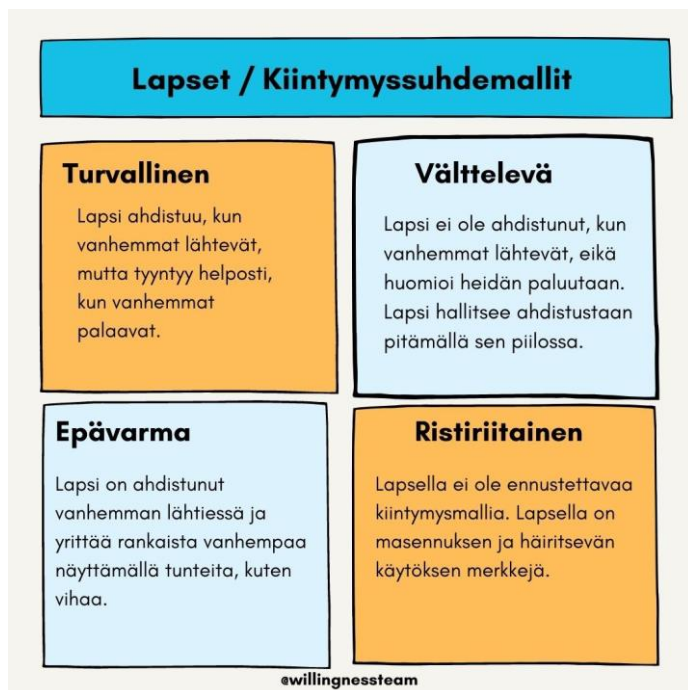 Lapset / Kiintymyssuhdemallit
Turvallinen
Lapsi ahdistuu, kun
vanhemmat lähtevät,
mutta tyyntyy helposti,
kun vanhemmat
palaavat.
Välttelevä
Lapsi ei ole ahdistunut, kun
vanhemmat lähtevät, eikä
huomioi heidän paluutaan.
Lapsi hallitsee ahdistustaan
pitämällä sen piilossa.
Epävarma
Lapsi on ahdistunut
vanhemman lähtiessä ja
yrittää rankaista vanhempaa
näyttämällä tunteita, kuten
vihaa.
Ristiriitainen
Lapsella ei ole ennustettavaa
kiintymysmallia. Lapsella on
masennuksen ja häiritsevän
käytöksen merkkejä.
@willingnessteam